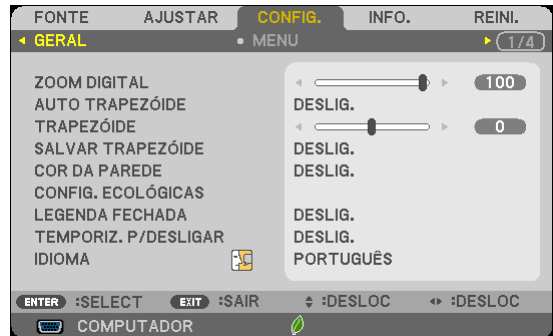 FONTE AJUSTAR CONFIG. INFO. REINI.
GERAL • MENU 1/4
ZOOM DIGITAL 100
AUTO TRAPEZÓIDE DESLIG.
TRAPEZÓIDE 0
SALVAR TRAPEZÓIDE DESLIG.
COR DA PAREDE DESLIG.
CONFIG. ECOLÓGICAS
LEGENDA FECHADA DESLIG.
TEMPORIZ. P/DESLIGAR DESLIG.
IDIOMA PORTUGUÊS
ENTER :SELECT EXIT :SAIR :DESLOC :DESLOC
COMPUTADOR